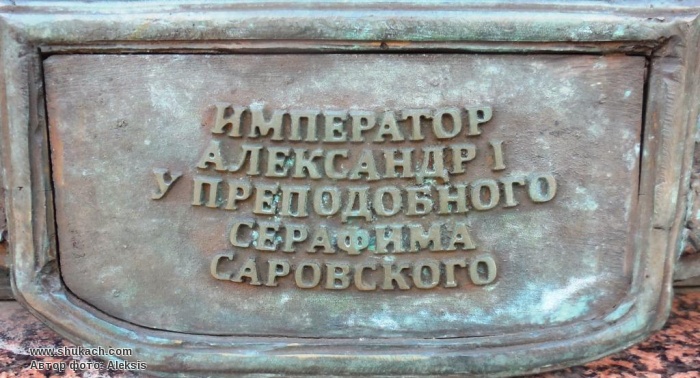 ИМПЕРАТОР
АЛЕКСАНДР I
У ПРЕПОДОБНОГО
СЕРАФИМА
САРОВСКОГО
www.shukach.com
Автор фото: Aleksis